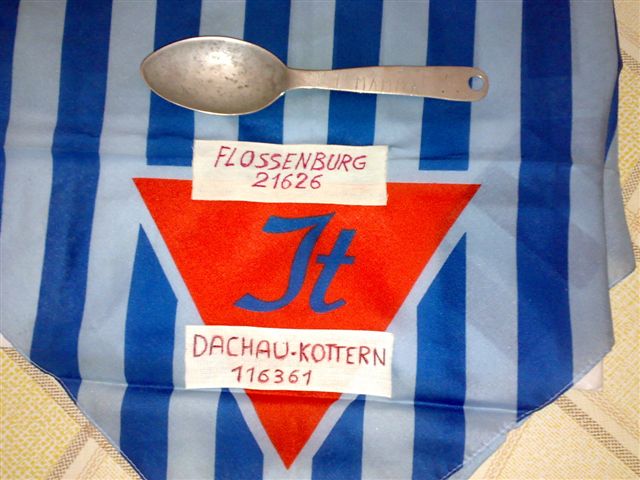 FLOSSENBURG
21626
It
DACHAU-KOTTERN
116361